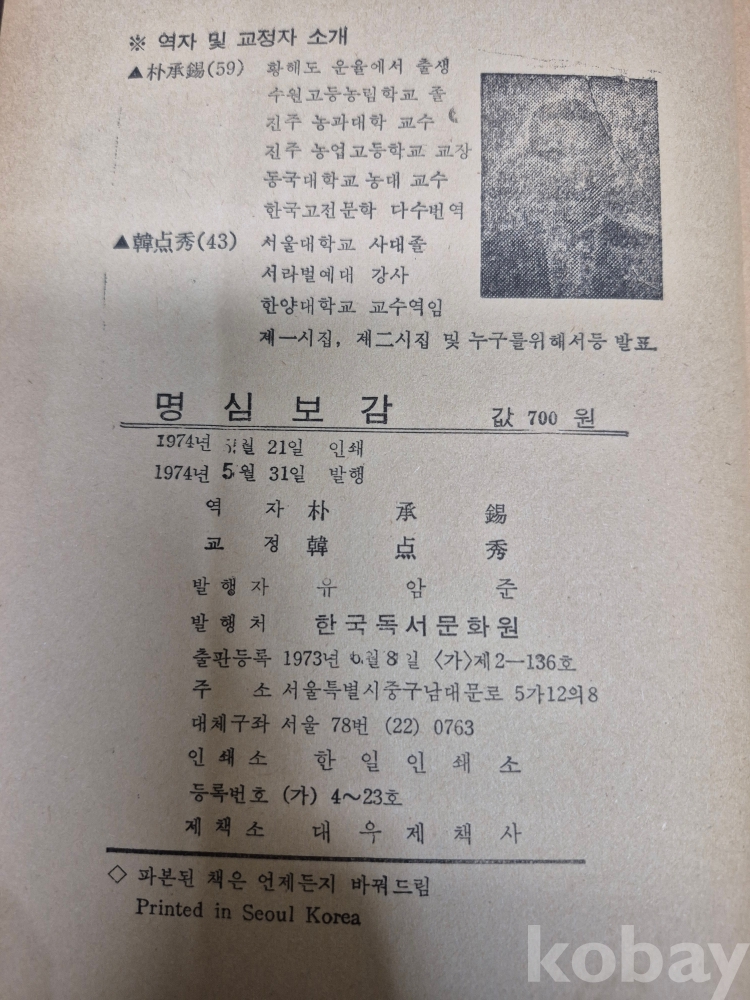 ※ 역자 및 교정자 소개
▲朴承錫(59) 황해도 운율에서 출생
수원고등농림학교 졸
진주 농과대학 교수
진주 농업고등학교 교장
동국대학교 농대 교수
한국고전문학 다수번역
▲韓点秀(43) 서울대학교 사대졸
서라벌예대 강사
한양대학교 교수역임
제一시집, 제二시집 및 누구를위해서등 발표
명심보감 값 700 원
1974년 월 21일 인쇄
1974년 5월 31일 발행
역 자 朴承錫
교 정 韓点秀
발행자 유암준
발행처 한국독서문화원
출판등록 1973년 월 8일 〈가〉제2—136호
주 소 서울특별시중구남대문로 5가12의8
대체구좌 서울 78번 (22) 0763
인쇄소 한일인쇄소
등록번호 (가) 4～23호
제책소 대우제책사
◇ 파본된 책은 언제든지 바꿔드림
Printed in Seoul Korea
kobay